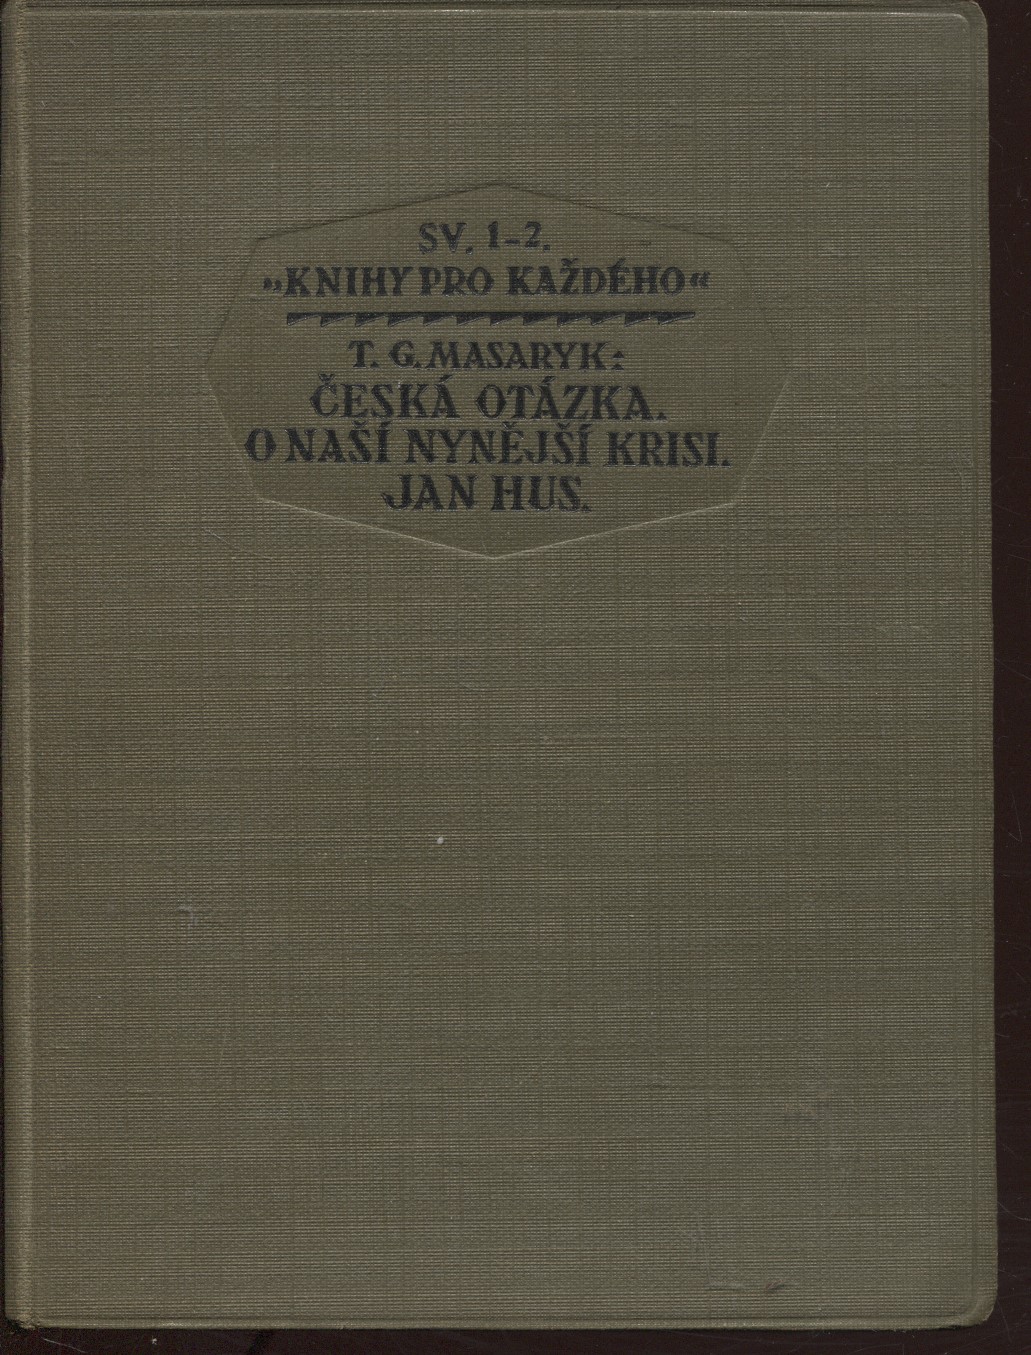 SV. 1-2.
„KNIHY PRO KAŽDÉHO“
T. G. MASARYK:
ČESKÁ OTÁZKA.
O NAŠÍ NYNĚJŠÍ KRISI.
JAN HUS.